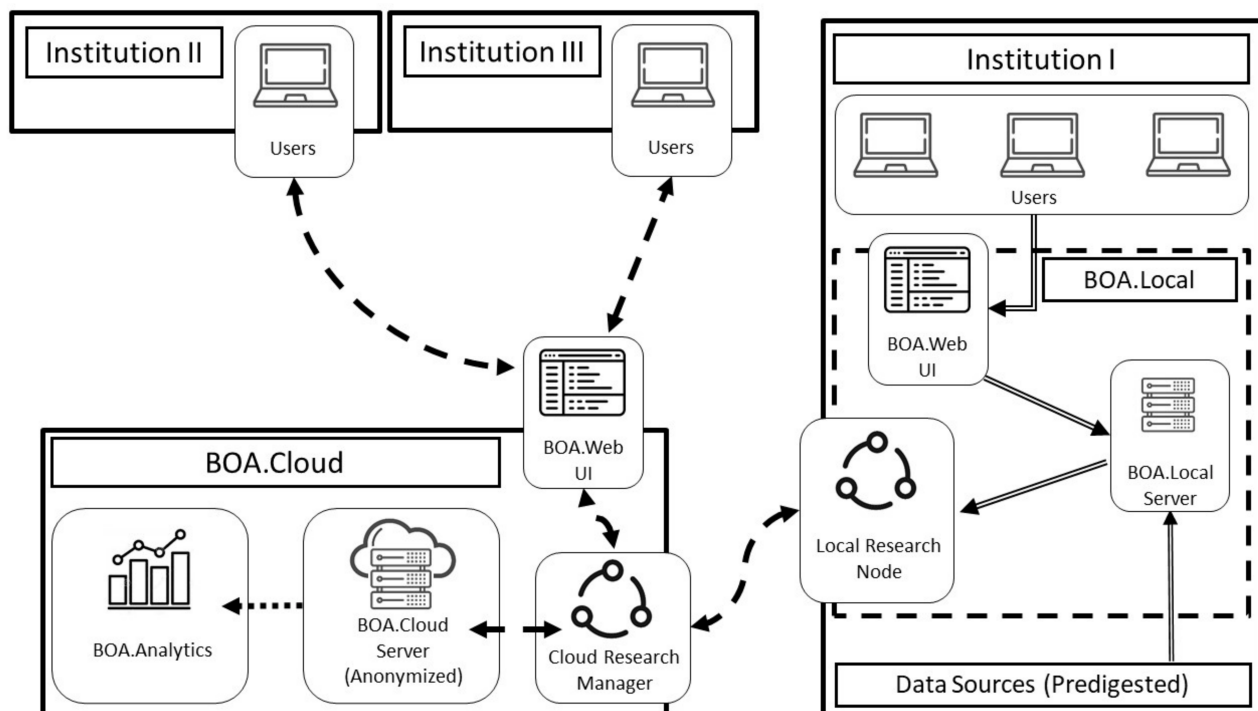 Institution II
Users
Institution III
Users
Institution I
Users
BOA.Local
BOA.Web
UI
BOA.Local
Server
Local Research
Node
Data Sources (Predigested)
BOA.Web
UI
BOA.Cloud
BOA.Analytics
BOA.Cloud
Server
(Anonymized)
Cloud Research
Manager